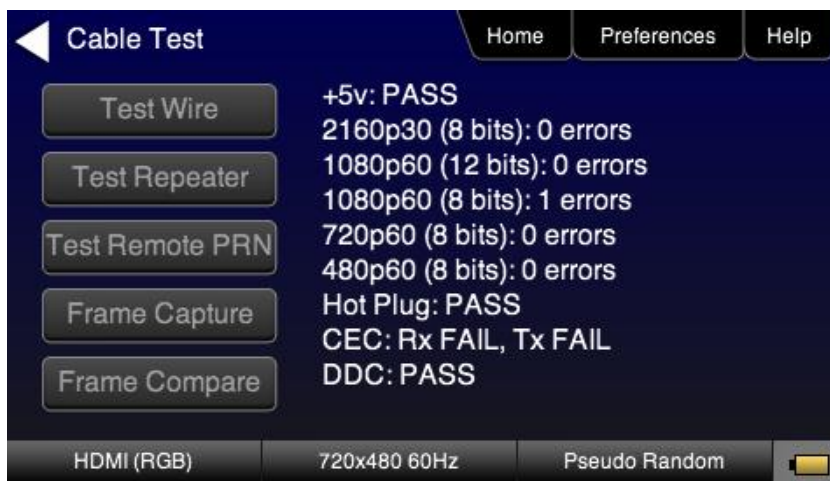 Cable Test
Home
Preferences
Help
Test Wire
Test Repeater
Test Remote PRN
Frame Capture
Frame Compare
+5v: PASS
2160p30 (8 bits): 0 errors
1080p60 (12 bits): 0 errors
1080p60 (8 bits): 1 errors
720p60 (8 bits): 0 errors
480p60 (8 bits): 0 errors
Hot Plug: PASS
CEC: Rx FAIL, Tx FAIL
DDC: PASS
HDMI (RGB)
720x480 60Hz
Pseudo Random